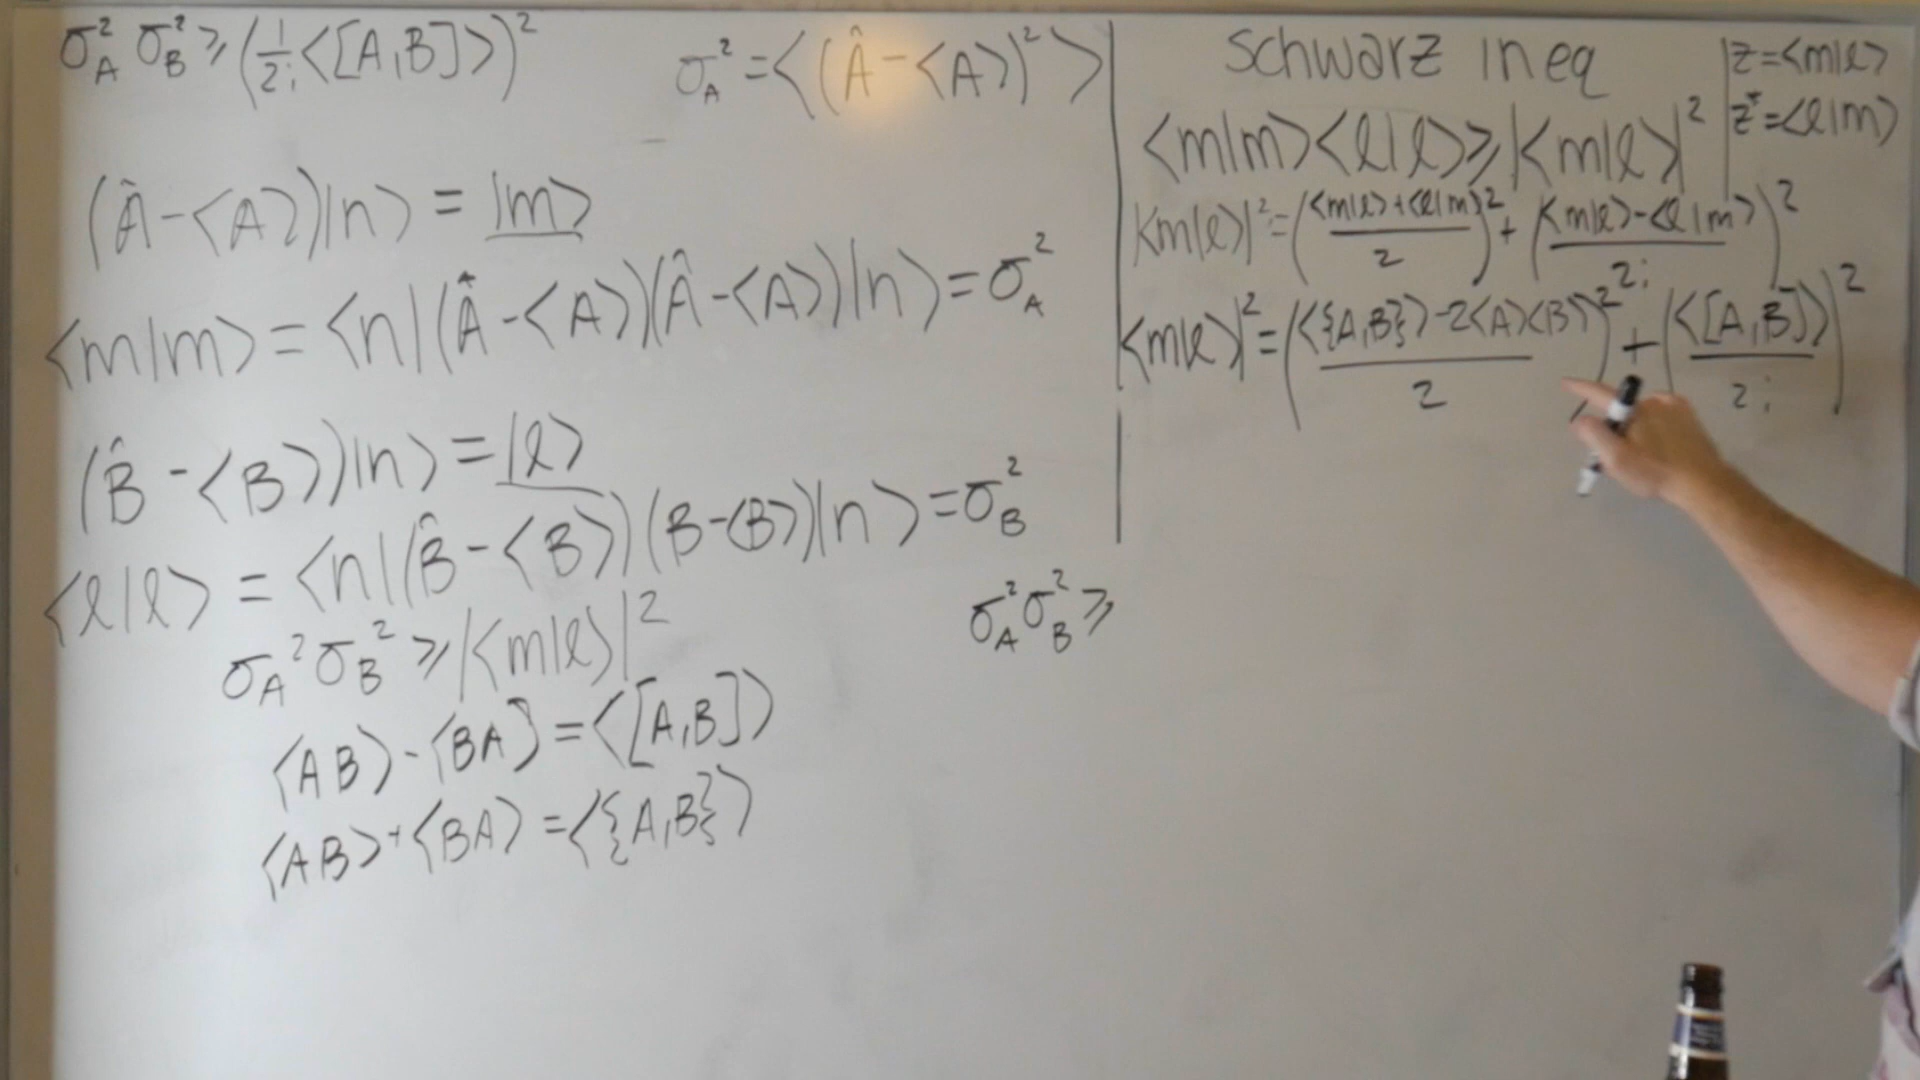 σ_A² σ_B² ≥ (1/2i <[A,B]>)²
σ_A² = <(Â - <A>)²>
(Â - <A>)|n> = |m>
<m|m> = <n|(Â - <A>)(Â - <A>)|n> = σ_A²
(B̂ - <B>)|n> = |l>
<l|l> = <n|(B̂ - <B>)(B - <B>)|n> = σ_B²
σ_A² σ_B² ≥ |<m|l>|²
<AB> - <BA> = <[A,B]>
<AB> + <BA> = <{A,B}>
σ_A² σ_B² ≥
Schwarz ineq
z = <m|l>
z* = <l|m>
<m|m><l|l> ≥ |<m|l>|²
|<m|l>|² = ((<m|l> + <l|m>)/2)² + ((<m|l> - <l|m>)/2i)²
|<m|l>|² = ((<{A,B}> - 2<A><B>)/2)² + (<[A,B]>/2i)²